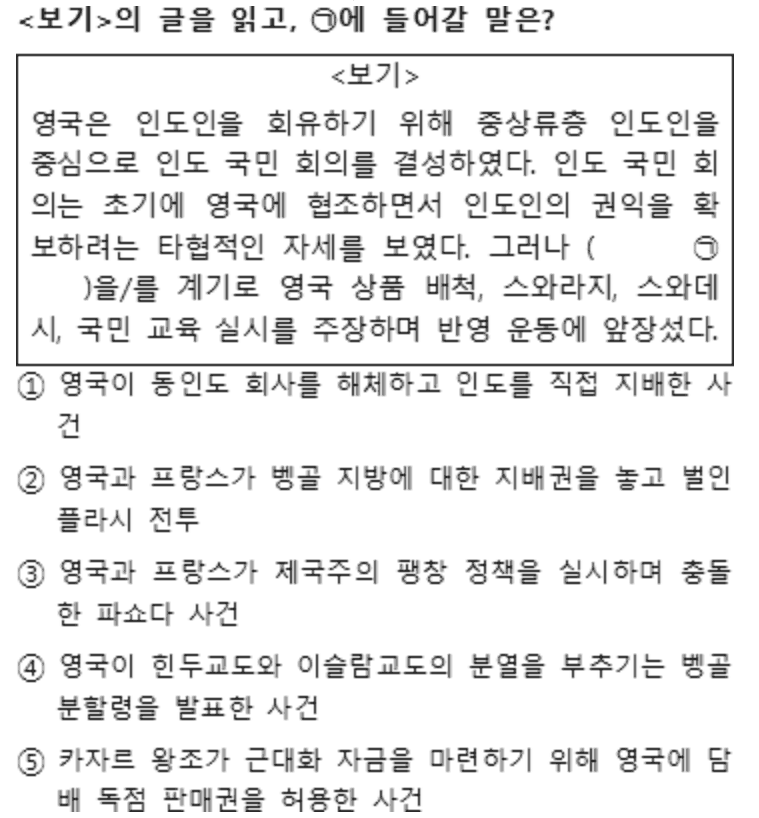 <보기>의 글을 읽고, ㉠에 들어갈 말은?
<보기>
영국은 인도인을 회유하기 위해 중상류층 인도인을
중심으로 인도 국민 회의를 결성하였다. 인도 국민 회
의는 초기에 영국에 협조하면서 인도인의 권익을 확
보하려는 타협적인 자세를 보였다. 그러나 ( ㉠
)을/를 계기로 영국 상품 배척, 스와라지, 스와데
시, 국민 교육 실시를 주장하며 반영 운동에 앞장섰다.
① 영국이 동인도 회사를 해체하고 인도를 직접 지배한 사
건
② 영국과 프랑스가 벵골 지방에 대한 지배권을 놓고 벌인
플라시 전투
③ 영국과 프랑스가 제국주의 팽창 정책을 실시하며 충돌
한 파쇼다 사건
④ 영국이 힌두교도와 이슬람교도의 분열을 부추기는 벵골
분할령을 발표한 사건
⑤ 카자르 왕조가 근대화 자금을 마련하기 위해 영국에 담
배 독점 판매권을 허용한 사건